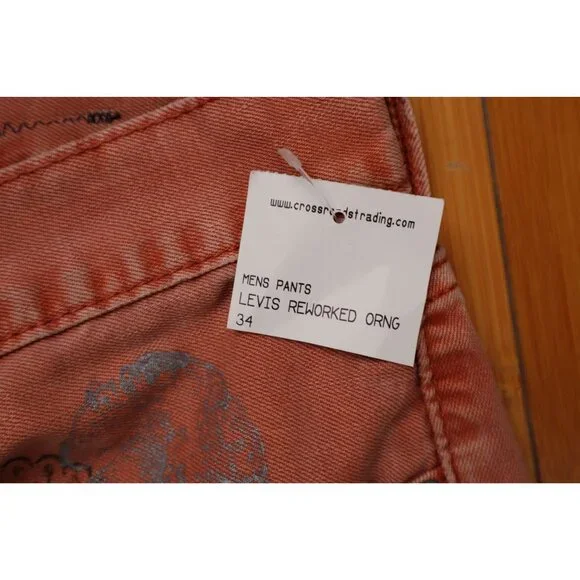 www.crossroadstrading.com
MENS PANTS
LEVIS REWORKED ORNG
34